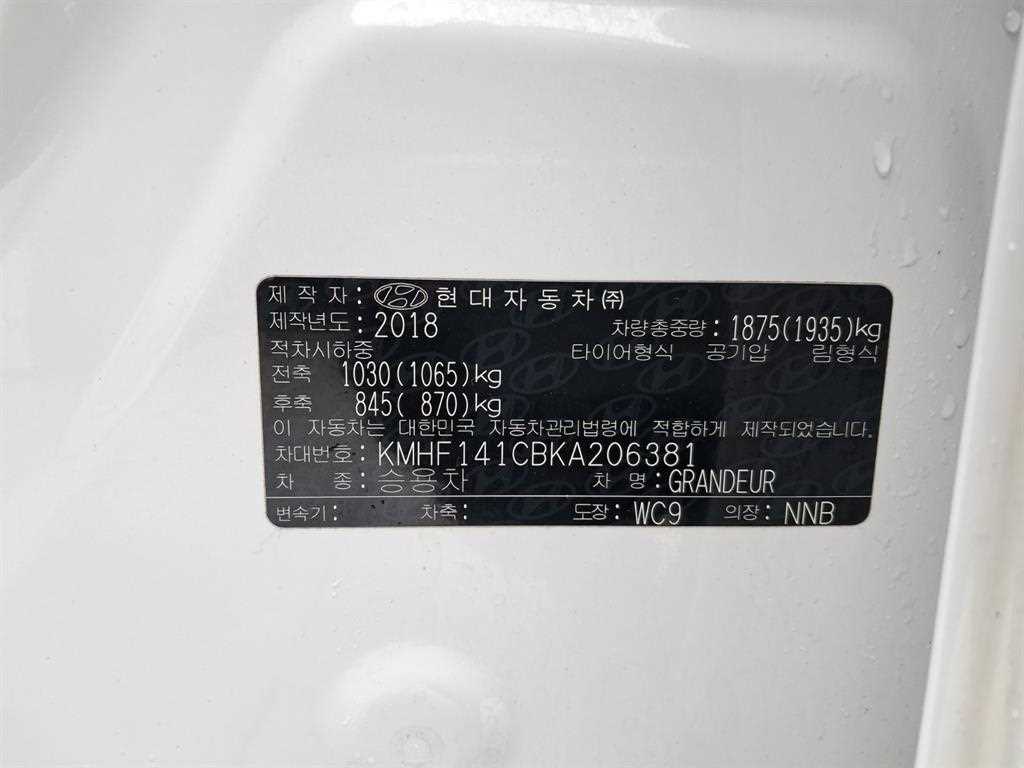 제 작 자 : 현 대 자 동 차 ㈜
제작년도 : 2018 차량총중량 : 1875(1935)kg
적차시하중 타이어형식 공기압 림형식
전축 1030(1065)kg
후축 845( 870)kg
이 자동차는 대한민국 자동차관리법령에 적합하게 제작되었습니다.
차대번호 : KMHF141CBKA206381
차 종 : 승용차 차 명 : GRANDEUR
변속기 : 차축 : 도장 : WC9 의장 : NNB